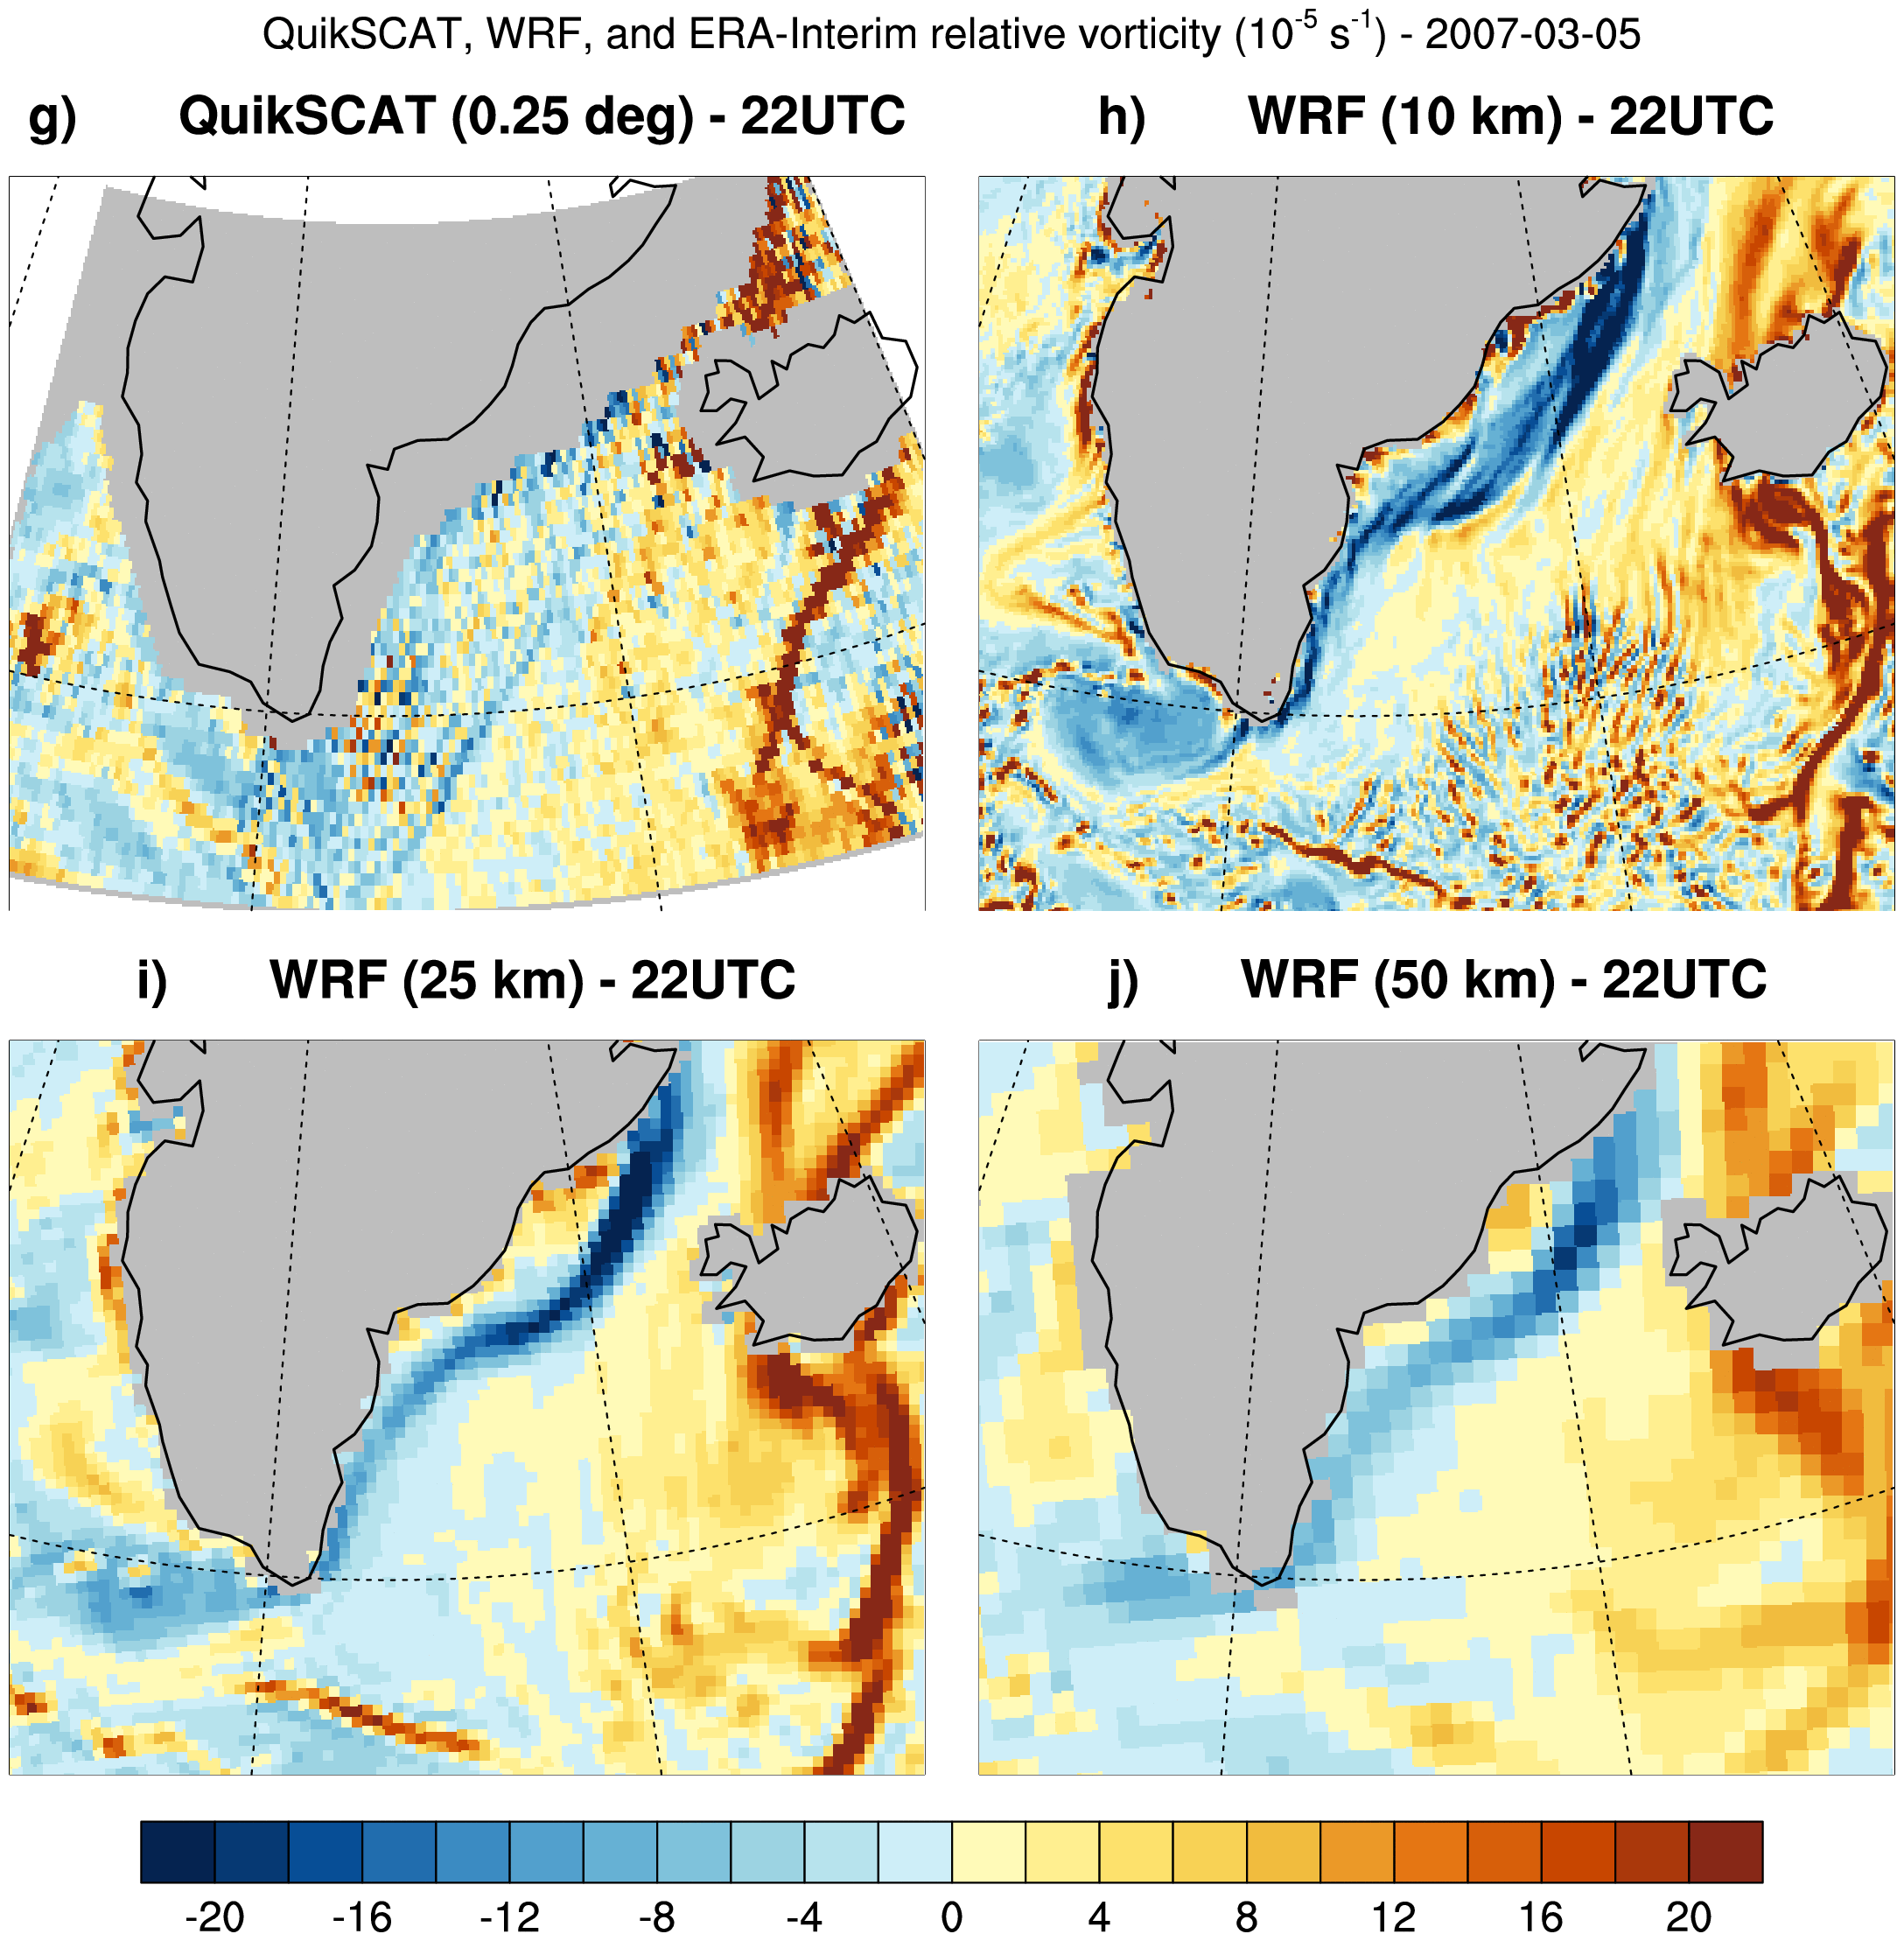 QuikSCAT, WRF, and ERA-Interim relative vorticity (10⁻⁵ s⁻¹) - 2007-03-05
g) QuikSCAT (0.25 deg) - 22UTC
h) WRF (10 km) - 22UTC
i) WRF (25 km) - 22UTC
j) WRF (50 km) - 22UTC
-20 -16 -12 -8 -4 0 4 8 12 16 20